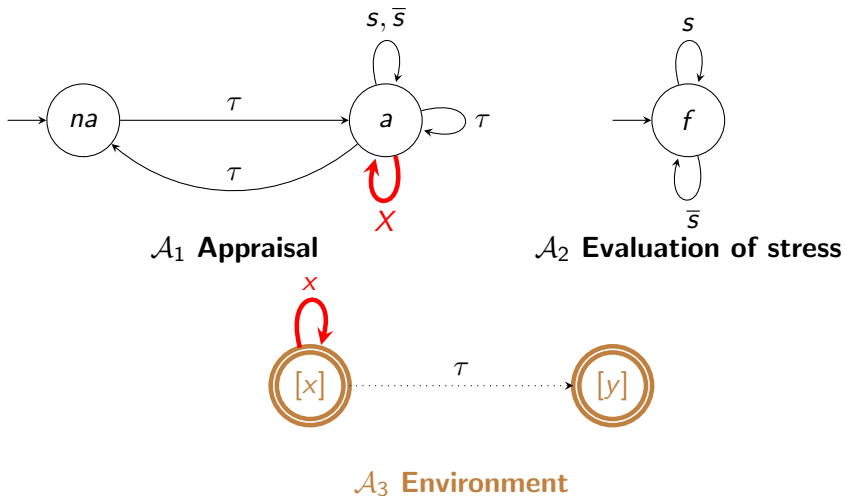 s, s̅
na
τ
a
τ
τ
X
s
f
s̅
𝒜₁ Appraisal
𝒜₂ Evaluation of stress
x
[x]
τ
[y]
𝒜₃ Environment